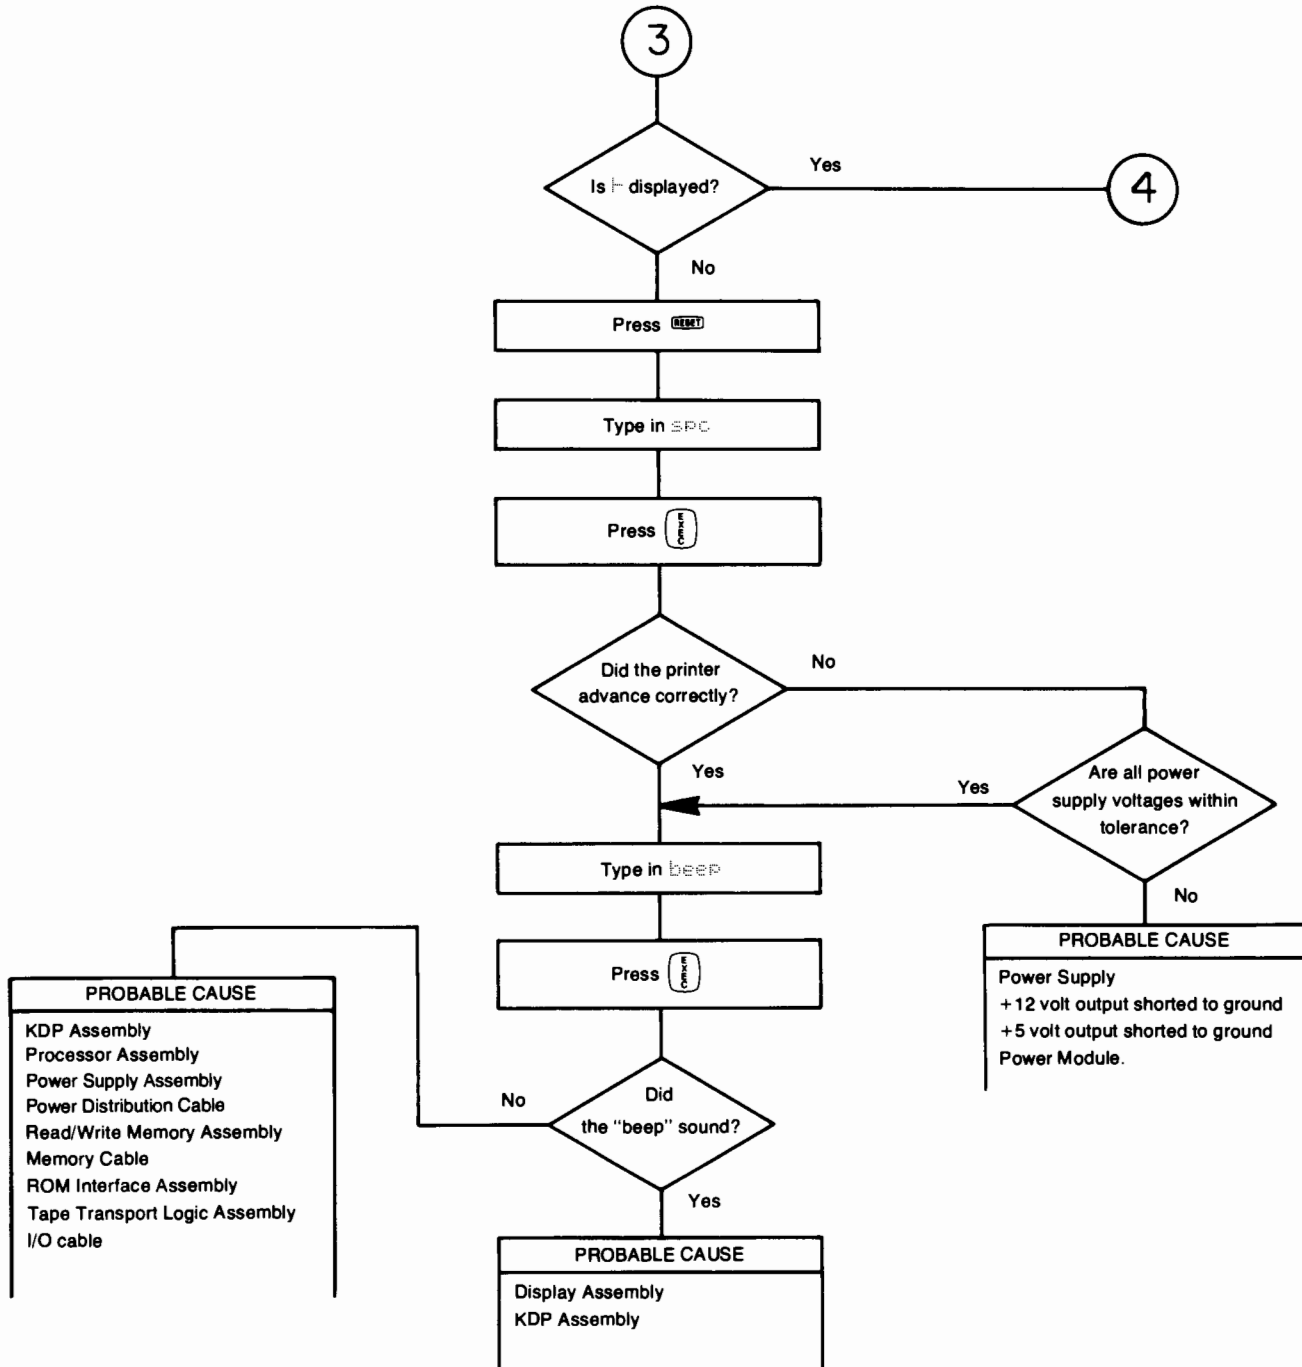 3
Is ⊢ displayed?
Yes
4
No
Press RESET
Type in spc
Press EXEC
Did the printer
advance correctly?
No
Yes
Are all power
supply voltages within
tolerance?
Yes
No
Type in beep
Press EXEC
PROBABLE CAUSE
Power Supply
+12 volt output shorted to ground
+5 volt output shorted to ground
Power Module.
Did
the "beep" sound?
No
Yes
PROBABLE CAUSE
KDP Assembly
Processor Assembly
Power Supply Assembly
Power Distribution Cable
Read/Write Memory Assembly
Memory Cable
ROM Interface Assembly
Tape Transport Logic Assembly
I/O cable
PROBABLE CAUSE
Display Assembly
KDP Assembly